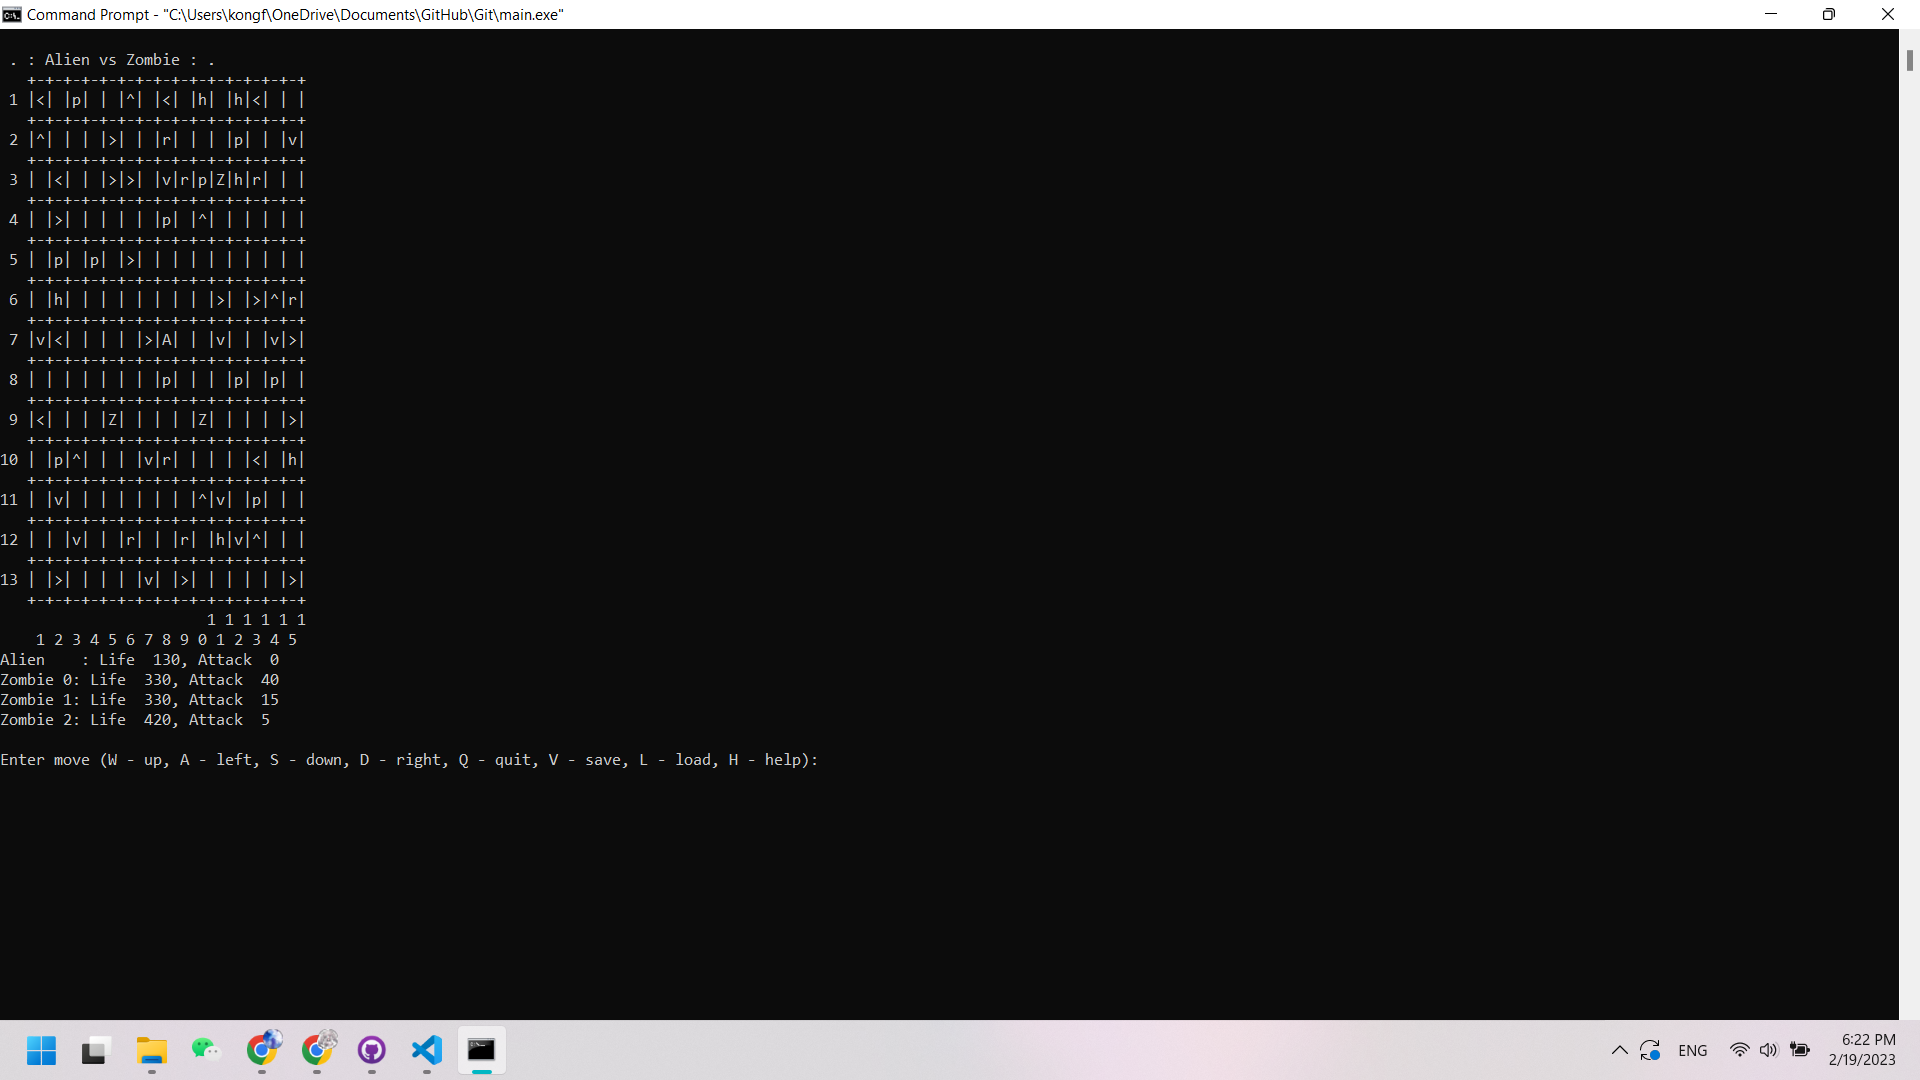 Command Prompt - "C:\Users\kongf\OneDrive\Documents\GitHub\Git\main.exe"
 . : Alien vs Zombie : .
   +-+-+-+-+-+-+-+-+-+-+-+-+-+-+-+
 1 |<| |p| | |^| |<| |h| |h|<| | |
   +-+-+-+-+-+-+-+-+-+-+-+-+-+-+-+
 2 |^| | | |>| | |r| | | |p| | |v|
   +-+-+-+-+-+-+-+-+-+-+-+-+-+-+-+
 3 | |<| | |>|>| |v|r|p|Z|h|r| | |
   +-+-+-+-+-+-+-+-+-+-+-+-+-+-+-+
 4 | |>| | | | | |p| |^| | | | | |
   +-+-+-+-+-+-+-+-+-+-+-+-+-+-+-+
 5 | |p| |p| |>| | | | | | | | | |
   +-+-+-+-+-+-+-+-+-+-+-+-+-+-+-+
 6 | |h| | | | | | | | |>| |>|^|r|
   +-+-+-+-+-+-+-+-+-+-+-+-+-+-+-+
 7 |v|<| | | | |>|A| | |v| | |v|>|
   +-+-+-+-+-+-+-+-+-+-+-+-+-+-+-+
 8 | | | | | | | |p| | | |p| |p| |
   +-+-+-+-+-+-+-+-+-+-+-+-+-+-+-+
 9 |<| | | |Z| | | | |Z| | | | |>|
   +-+-+-+-+-+-+-+-+-+-+-+-+-+-+-+
10 | |p|^| | | |v|r| | | | |<| |h|
   +-+-+-+-+-+-+-+-+-+-+-+-+-+-+-+
11 | |v| | | | | | | |^|v| |p| | |
   +-+-+-+-+-+-+-+-+-+-+-+-+-+-+-+
12 | | |v| | |r| | |r| |h|v|^| | |
   +-+-+-+-+-+-+-+-+-+-+-+-+-+-+-+
13 | |>| | | | |v| |>| | | | | |>|
   +-+-+-+-+-+-+-+-+-+-+-+-+-+-+-+
                       1 1 1 1 1 1
    1 2 3 4 5 6 7 8 9 0 1 2 3 4 5
Alien    : Life  130, Attack  0
Zombie 0: Life  330, Attack  40
Zombie 1: Life  330, Attack  15
Zombie 2: Life  420, Attack  5
Enter move (W - up, A - left, S - down, D - right, Q - quit, V - save, L - load, H - help):
ENG
6:22 PM
2/19/2023